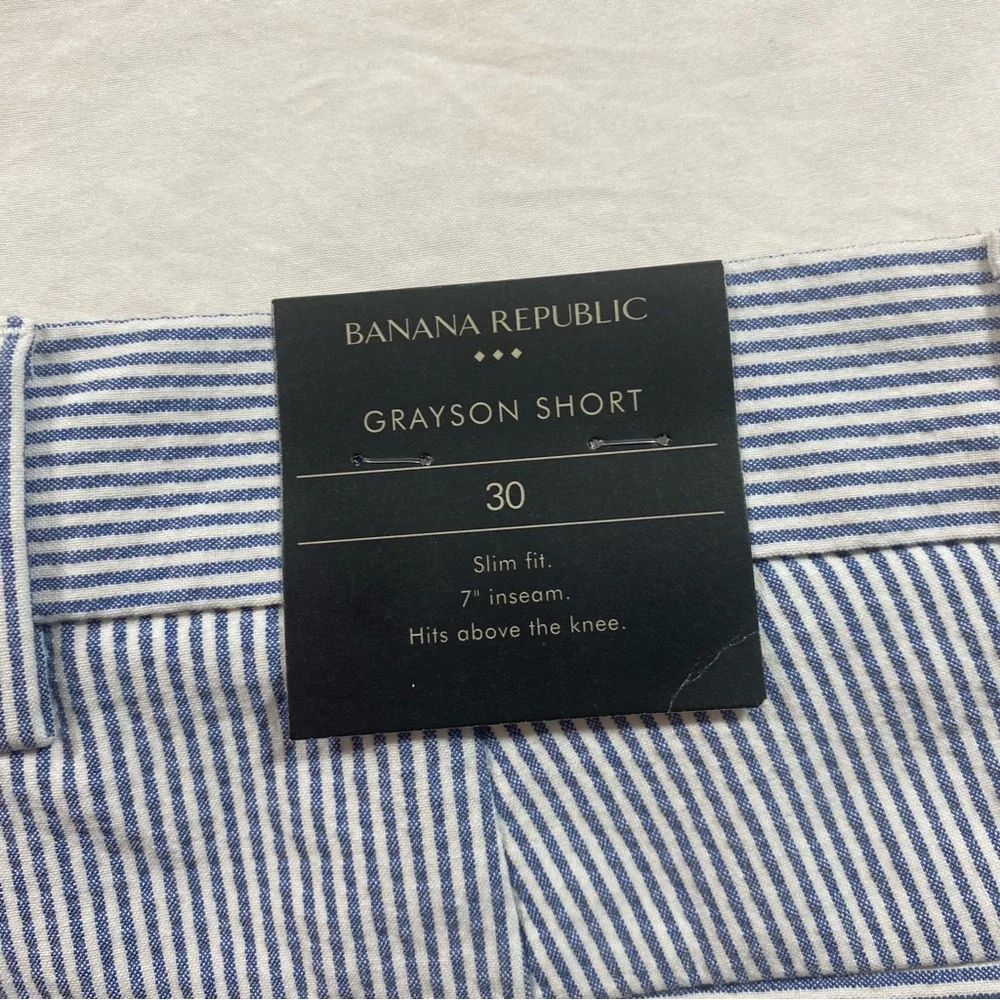 BANANA REPUBLIC
GRAYSON SHORT
30
Slim fit.
7" inseam.
Hits above the knee.